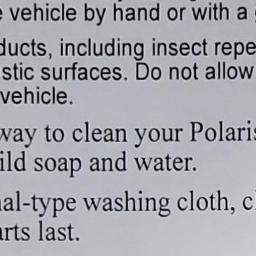 vehicle by hand or with a
ducts, including insect repe
stic surfaces. Do not allow
vehicle.
way to clean your Polaris
ild soap and water.
al-type washing cloth, c
rts last.